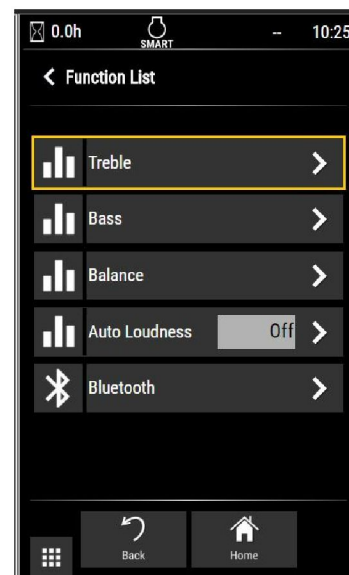 0.0h SMART -- 10:25
Function List
Treble
Bass
Balance
Auto Loudness Off
Bluetooth
Back Home